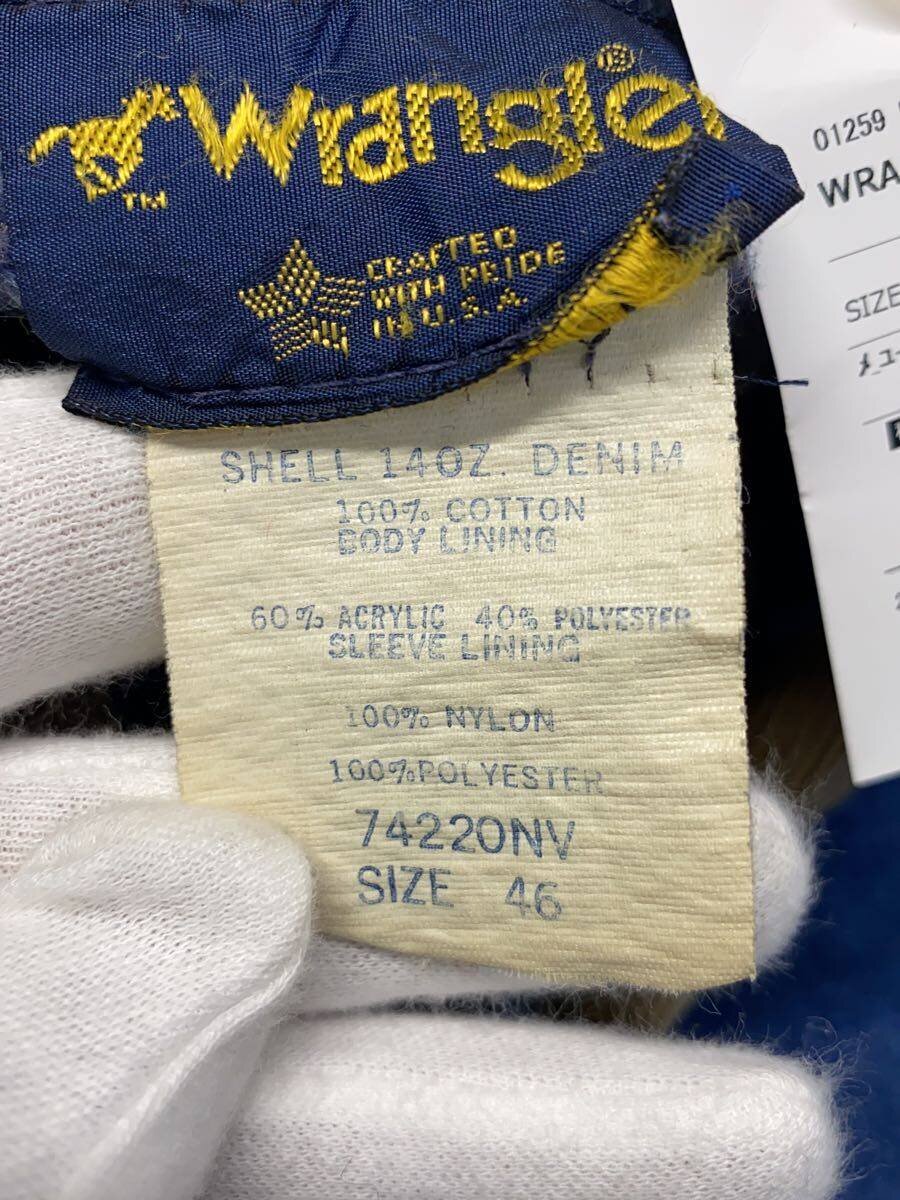 Wrangler®
TM
CRAFTED
WITH PRIDE
IN U.S.A.
SHELL 14OZ. DENIM
100% COTTON
BODY LINING
60% ACRYLIC 40% POLYESTER
SLEEVE LINING
100% NYLON
100%POLYESTER
74220NV
SIZE 46
01259
WRA
SIZE